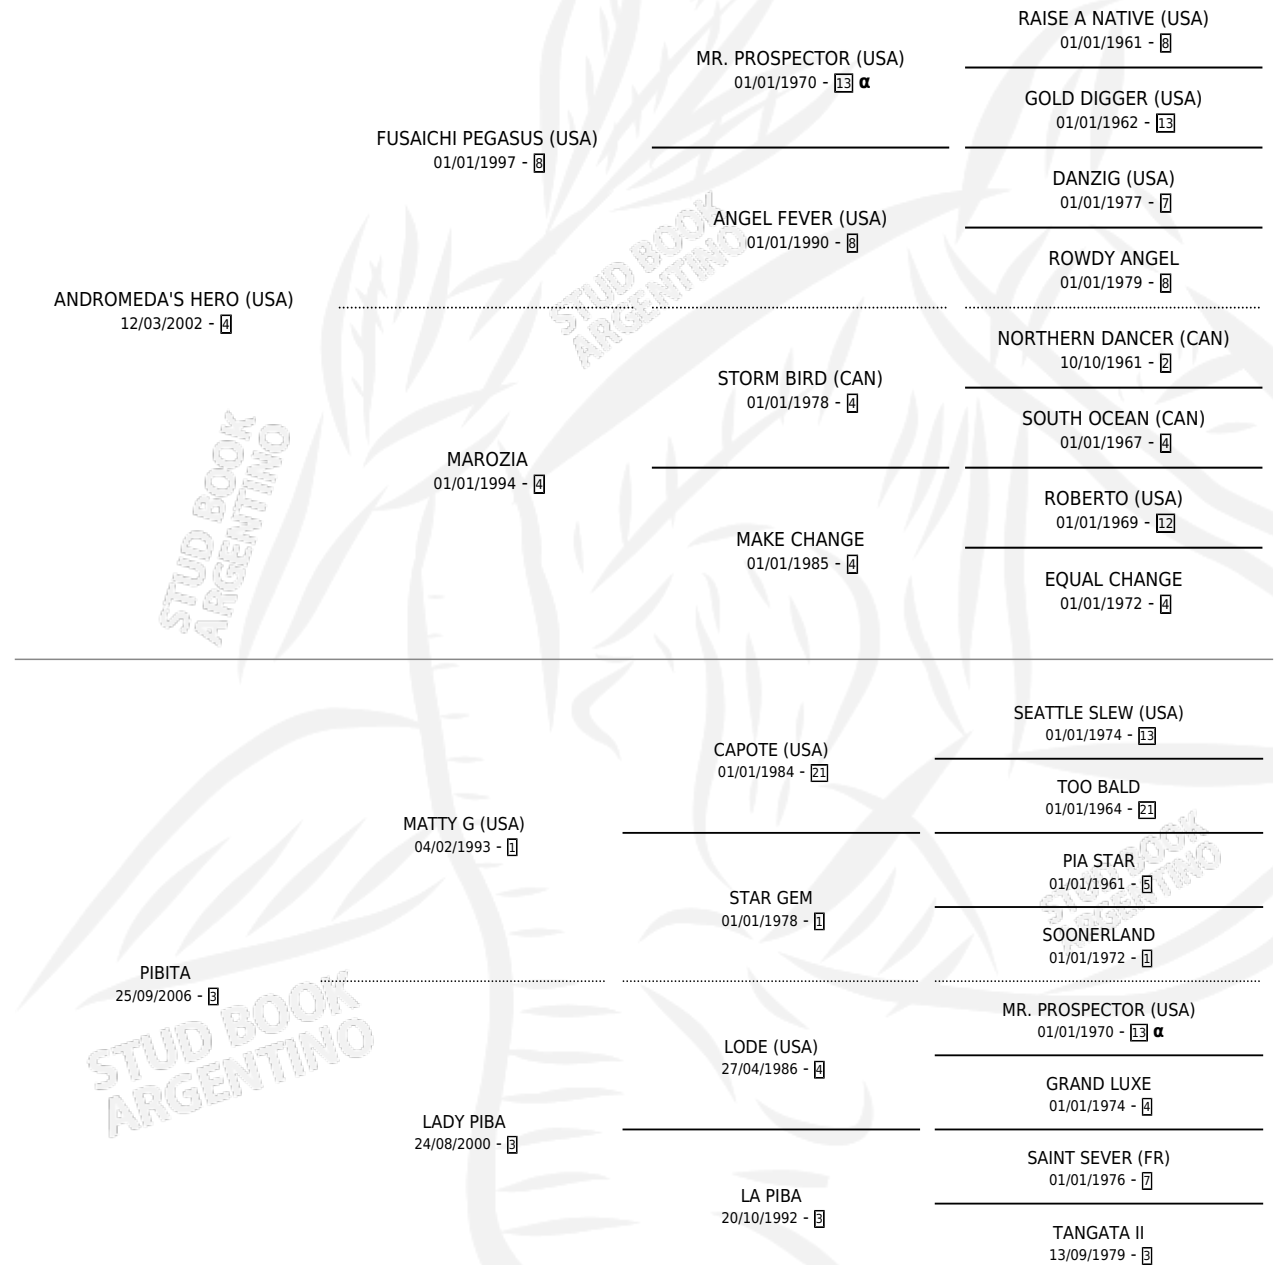 RAISE A NATIVE (USA)
01/01/1961 - 8
MR. PROSPECTOR (USA)
01/01/1970 - 13 α
GOLD DIGGER (USA)
01/01/1962 - 13
FUSAICHI PEGASUS (USA)
01/01/1997 - 8
DANZIG (USA)
01/01/1977 - 7
ANGEL FEVER (USA)
01/01/1990 - 8
ROWDY ANGEL
01/01/1979 - 8
STUD BOOK
ARGENTINO
ANDROMEDA'S HERO (USA)
12/03/2002 - 4
NORTHERN DANCER (CAN)
10/10/1961 - 2
STORM BIRD (CAN)
01/01/1978 - 4
SOUTH OCEAN (CAN)
01/01/1967 - 4
MAROZIA
01/01/1994 - 4
ROBERTO (USA)
01/01/1969 - 12
MAKE CHANGE
01/01/1985 - 4
EQUAL CHANGE
01/01/1972 - 4
STUD BOOK
ARGENTINO
SEATTLE SLEW (USA)
01/01/1974 - 13
CAPOTE (USA)
01/01/1984 - 21
TOO BALD
01/01/1964 - 21
MATTY G (USA)
04/02/1993 - 1
PIA STAR
01/01/1961 - 5
STAR GEM
01/01/1978 - 1
SOONERLAND
01/01/1972 - 1
STUD BOOK
ARGENTINO
PIBITA
25/09/2006 - 3
MR. PROSPECTOR (USA)
01/01/1970 - 13 α
LODE (USA)
27/04/1986 - 4
GRAND LUXE
01/01/1974 - 4
STUD BOOK
ARGENTINO
LADY PIBA
24/08/2000 - 3
SAINT SEVER (FR)
01/01/1976 - 7
LA PIBA
20/10/1992 - 3
TANGATA II
13/09/1979 - 3